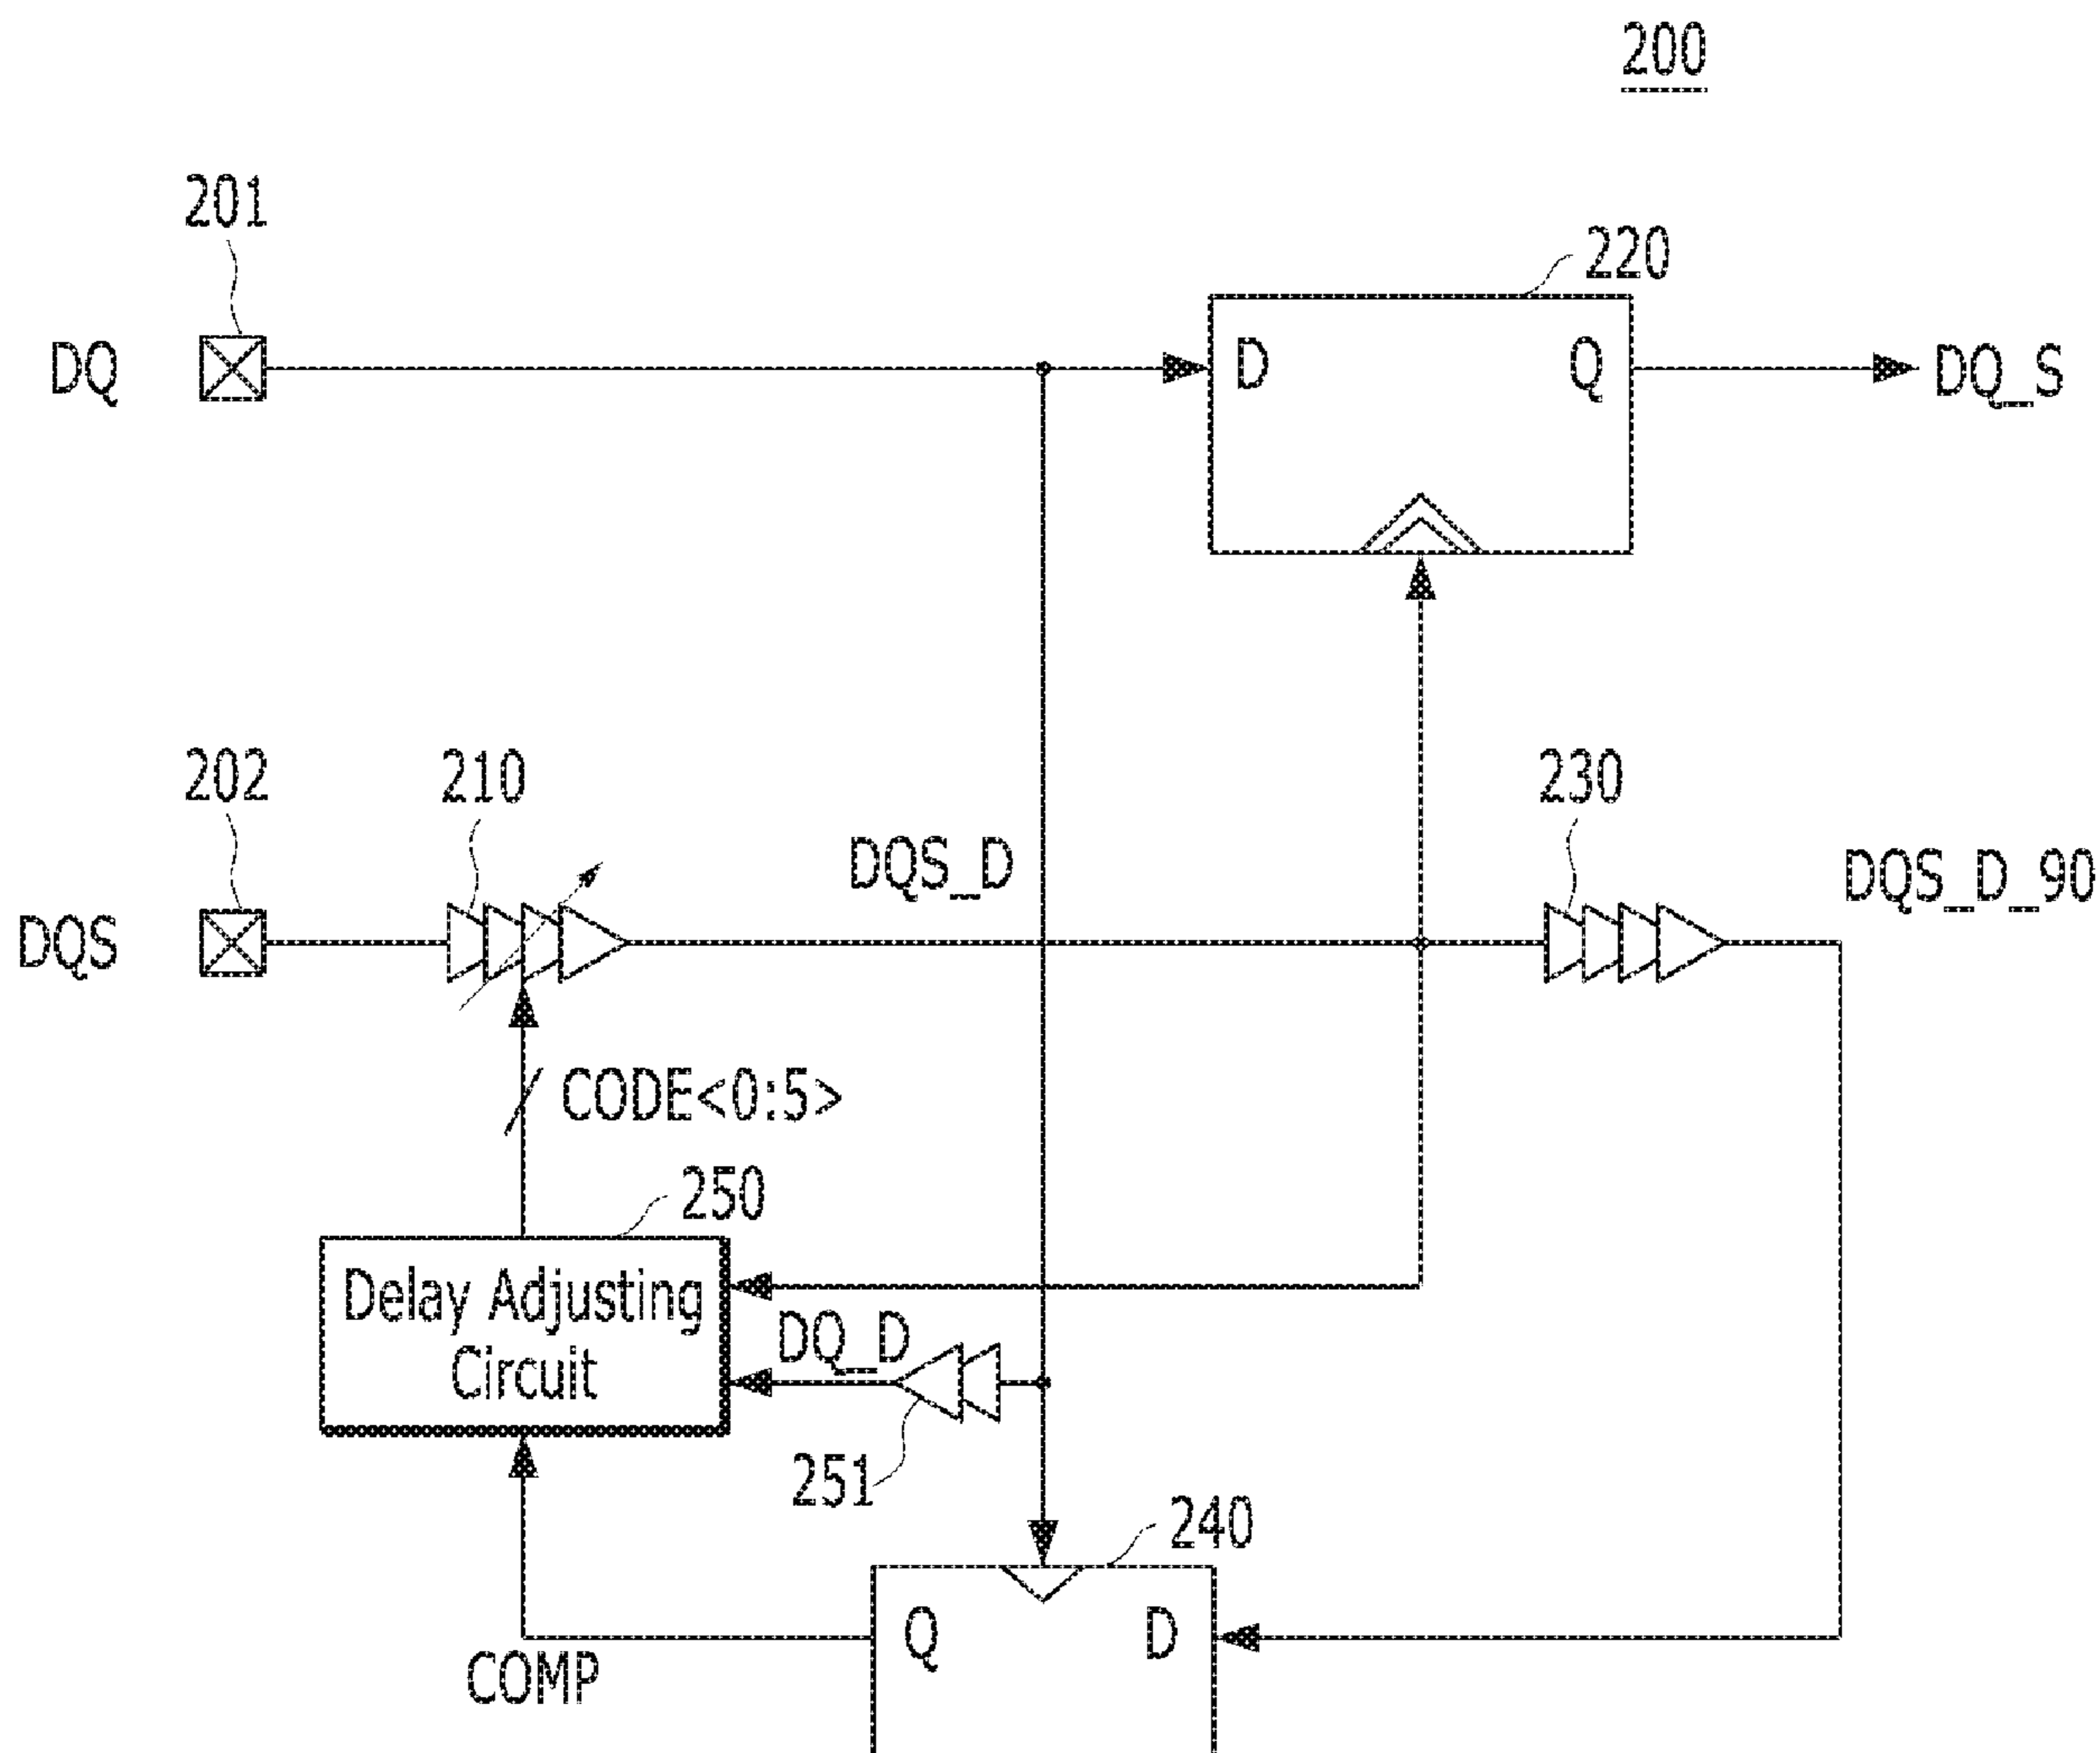 200
201
220
DQ
D
Q
DQ_S
202
210
230
DQS_D
DQS_D_90
DQS
CODE<0:5>
250
Delay Adjusting
Circuit
DQ_D
251
240
Q
D
COMP